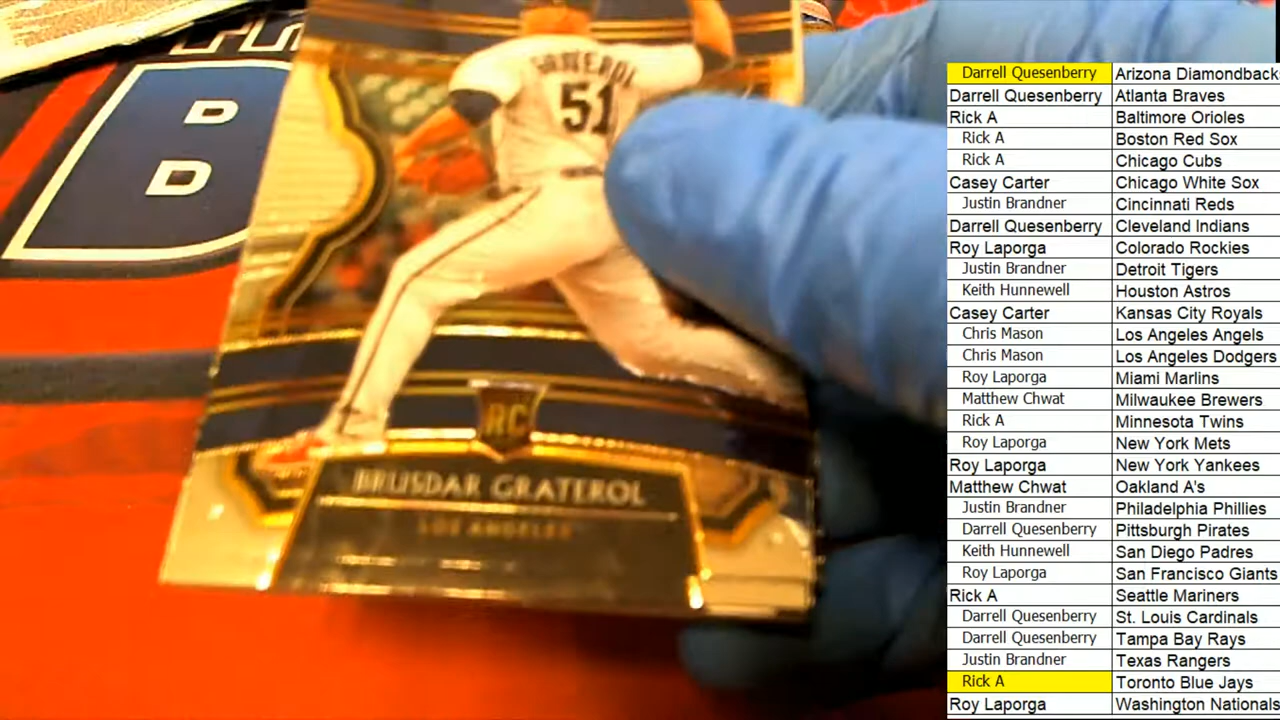 GRATEROL
51
RC
BRUSDAR GRATEROL
LOS ANGELES
B
D
Darrell Quesenberry Arizona Diamondback
Darrell Quesenberry Atlanta Braves
Rick A Baltimore Orioles
Rick A Boston Red Sox
Rick A Chicago Cubs
Casey Carter Chicago White Sox
Justin Brandner Cincinnati Reds
Darrell Quesenberry Cleveland Indians
Roy Laporga Colorado Rockies
Justin Brandner Detroit Tigers
Keith Hunnewell Houston Astros
Casey Carter Kansas City Royals
Chris Mason Los Angeles Angels
Chris Mason Los Angeles Dodgers
Roy Laporga Miami Marlins
Matthew Chwat Milwaukee Brewers
Rick A Minnesota Twins
Roy Laporga New York Mets
Roy Laporga New York Yankees
Matthew Chwat Oakland A's
Justin Brandner Philadelphia Phillies
Darrell Quesenberry Pittsburgh Pirates
Keith Hunnewell San Diego Padres
Roy Laporga San Francisco Giants
Rick A Seattle Mariners
Darrell Quesenberry St. Louis Cardinals
Darrell Quesenberry Tampa Bay Rays
Justin Brandner Texas Rangers
Rick A Toronto Blue Jays
Roy Laporga Washington Nationals